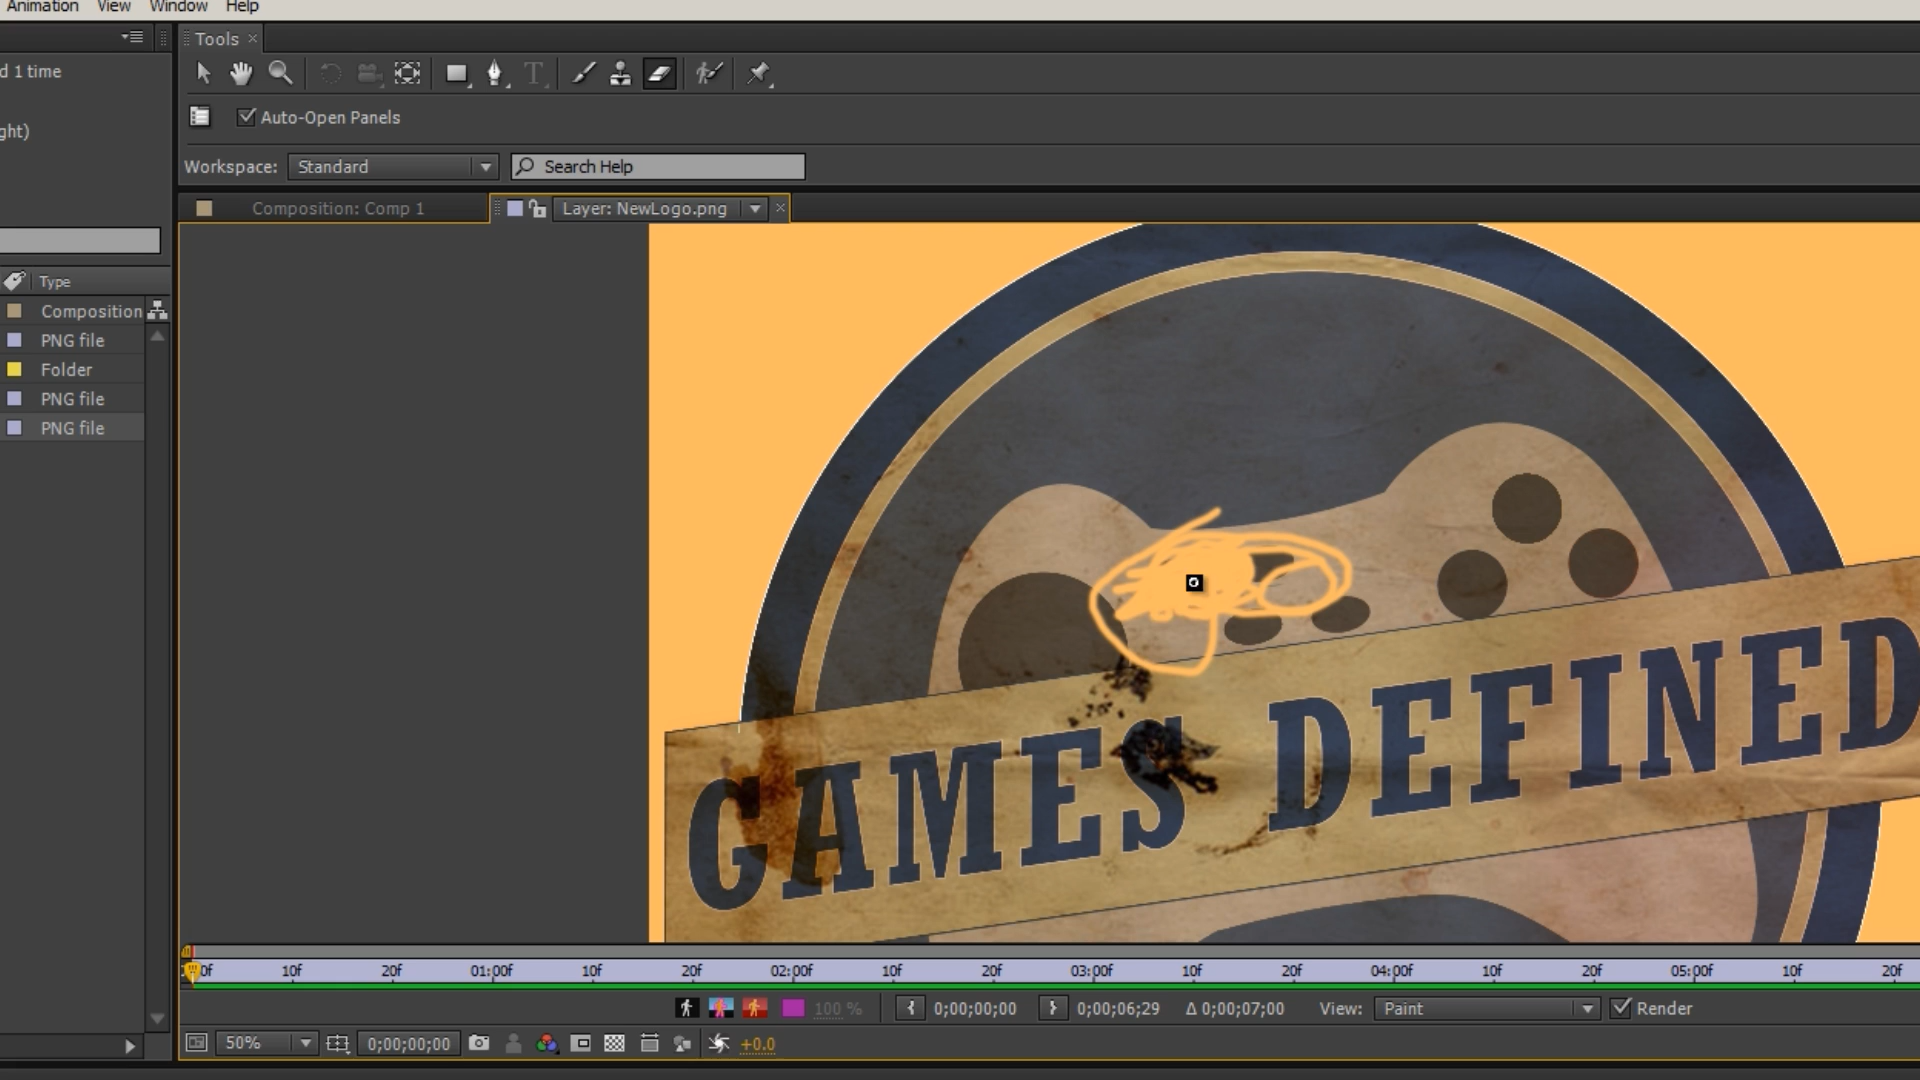 Animation View Window Help
Tools
d 1 time
Auto-Open Panels
ght)
Workspace: Standard Search Help
Composition: Comp 1 Layer: NewLogo.png
Type
Composition
PNG file
Folder
PNG file
PNG file
GAMES DEFINED
0f 10f 20f 01:00f 10f 20f 02:00f 10f 20f 03:00f 10f 20f 04:00f 10f 20f 05:00f 10f 20f
100 % 0;00;00;00 0;00;06;29 Δ 0;00;07;00 View: Paint Render
50% 0;00;00;00 +0.0